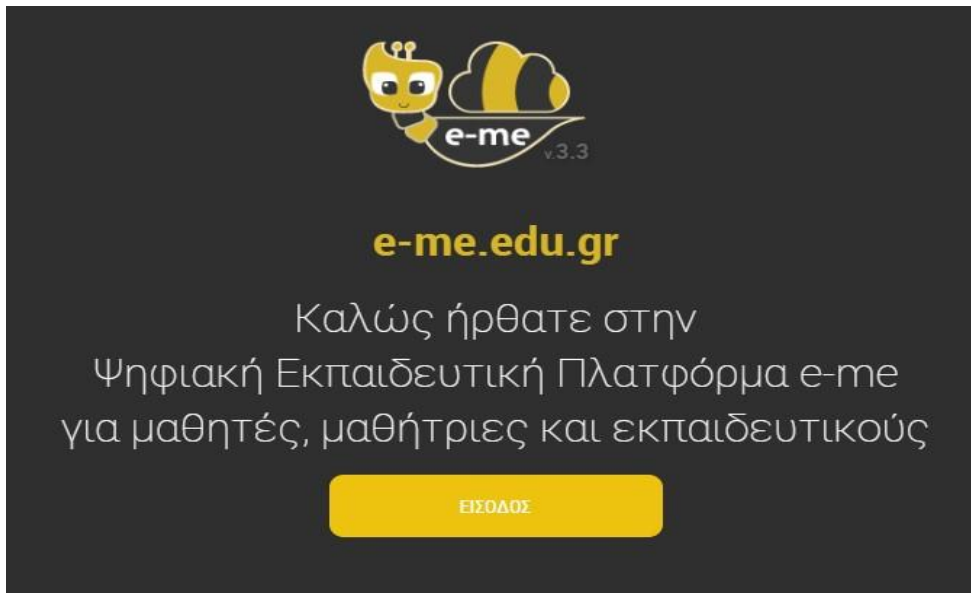 e-me
v.3.3
e-me.edu.gr
Καλώς ήρθατε στην
Ψηφιακή Εκπαιδευτική Πλατφόρμα e-me
για μαθητές, μαθήτριες και εκπαιδευτικούς
ΕΙΣΟΔΟΣ